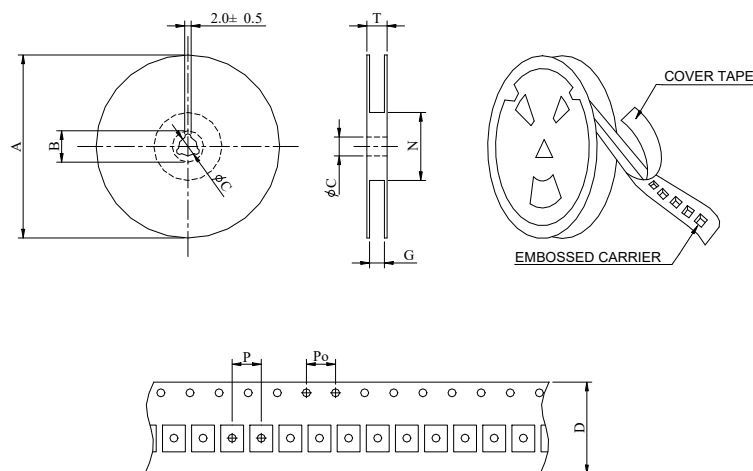 2.0± 0.5
T
A
B
ϕC
ϕC
N
G
COVER TAPE
EMBOSSED CARRIER
P
Po
D